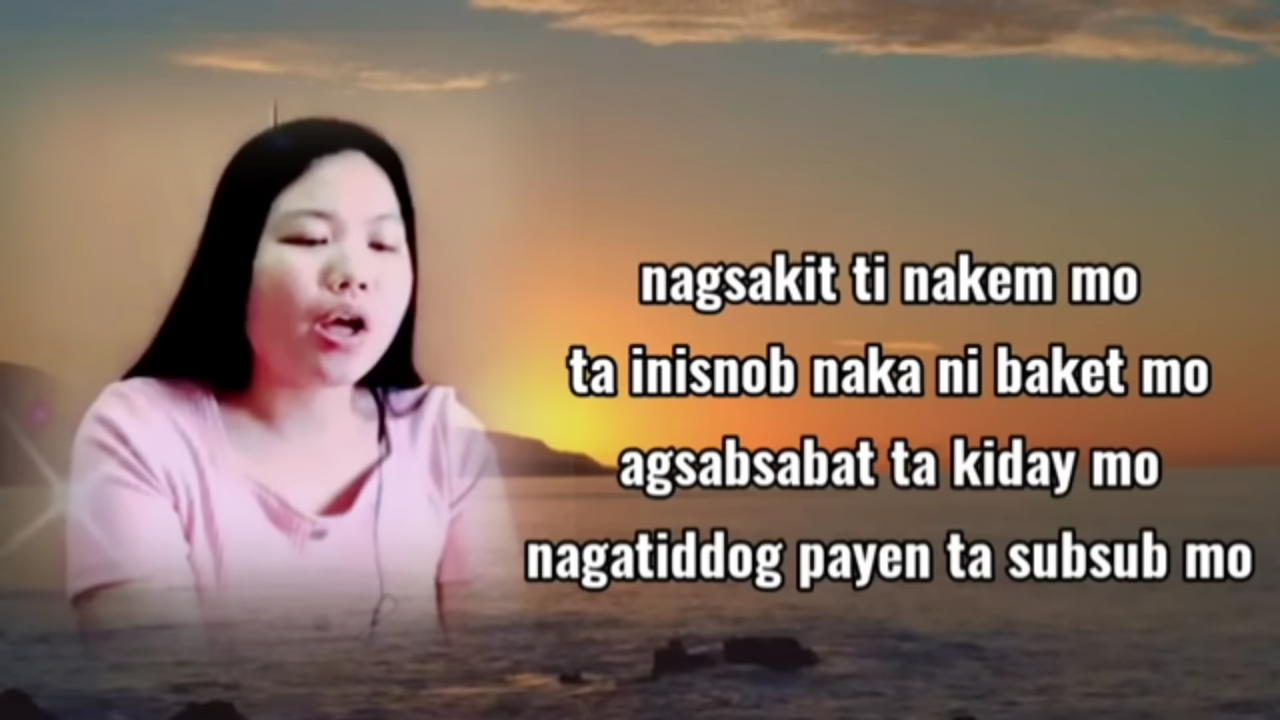 nagsakit ti nakem mo
ta inisnob naka ni baket mo
agsabsabat ta kiday mo
nagatiddog payen ta subsub mo